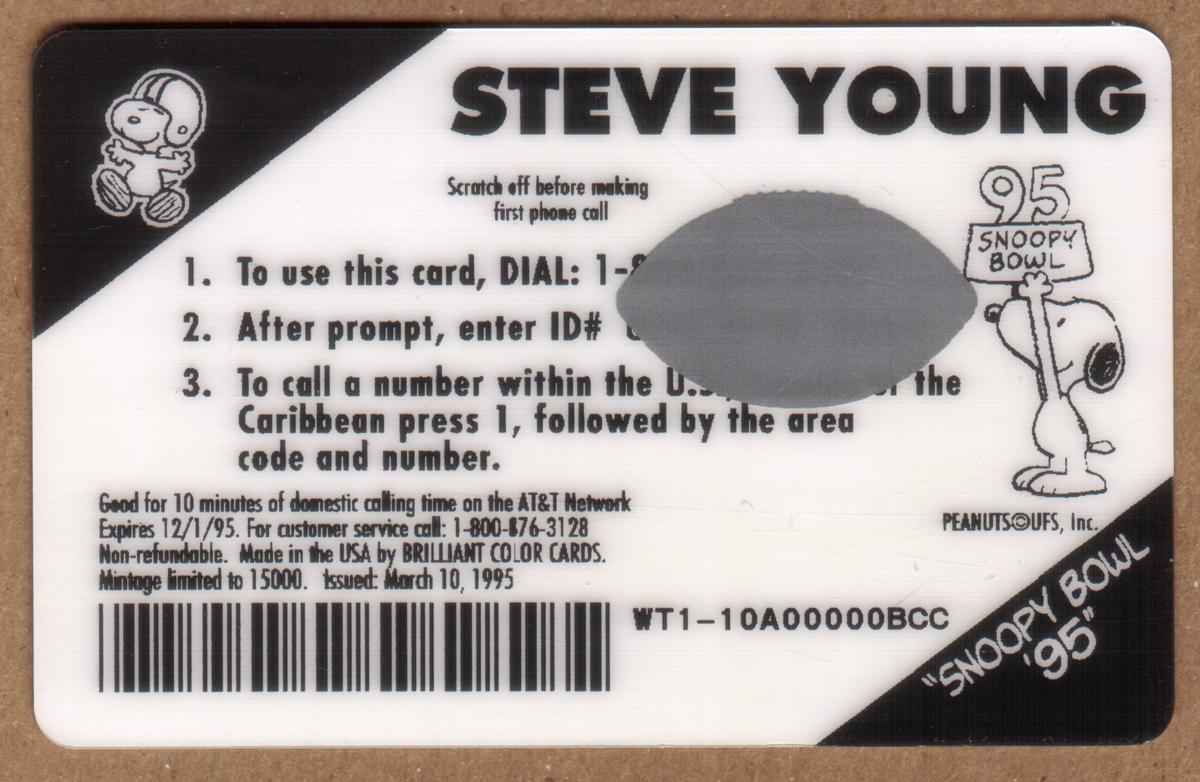 STEVE YOUNG
Scratch off before making
first phone call
95
SNOOPY
BOWL
1. To use this card, DIAL: 1-8
2. After prompt, enter ID#
3. To call a number within the U.S. the
Caribbean press 1, followed by the area
code and number.
Good for 10 minutes of domestic calling time on the AT&T Network
Expires 12/1/95. For customer service call: 1-800-876-3128
Non-refundable. Made in the USA by BRILLIANT COLOR CARDS.
Mintage limited to 15000. Issued: March 10, 1995
PEANUTS©UFS, Inc.
WT1-10A00000BCC
"SNOOPY BOWL
'95"